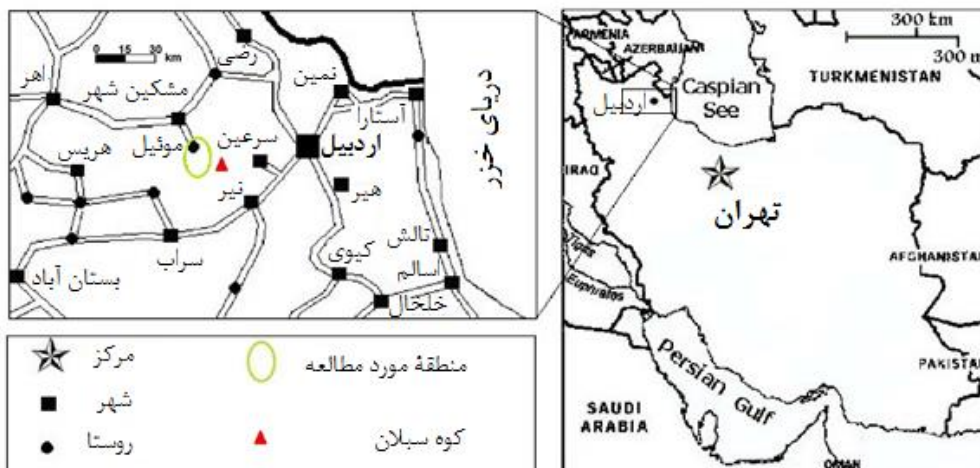 0 15 30
km
رضی
اهر
نمین
مشکین شهر
آستارا
دریای خزر
موئیل
سرعین
اردبیل
هریس
نیر
هیر
سراب
کیوی
تالش
اسالم
خلخال
بستان آباد
مرکز
منطقهٔ مورد مطالعه
شهر
کوه سبلان
روستا
300 km
300 m
ARMENIA
AZERBAIJAN
Caspian
See
TURKMENISTAN
اردبیل
IRAQ
تهران
Tigris
Euphrates
AFGHANISTAN
Persian Gulf
PAKISTAN
SAUDI
ARABIA
OMAN